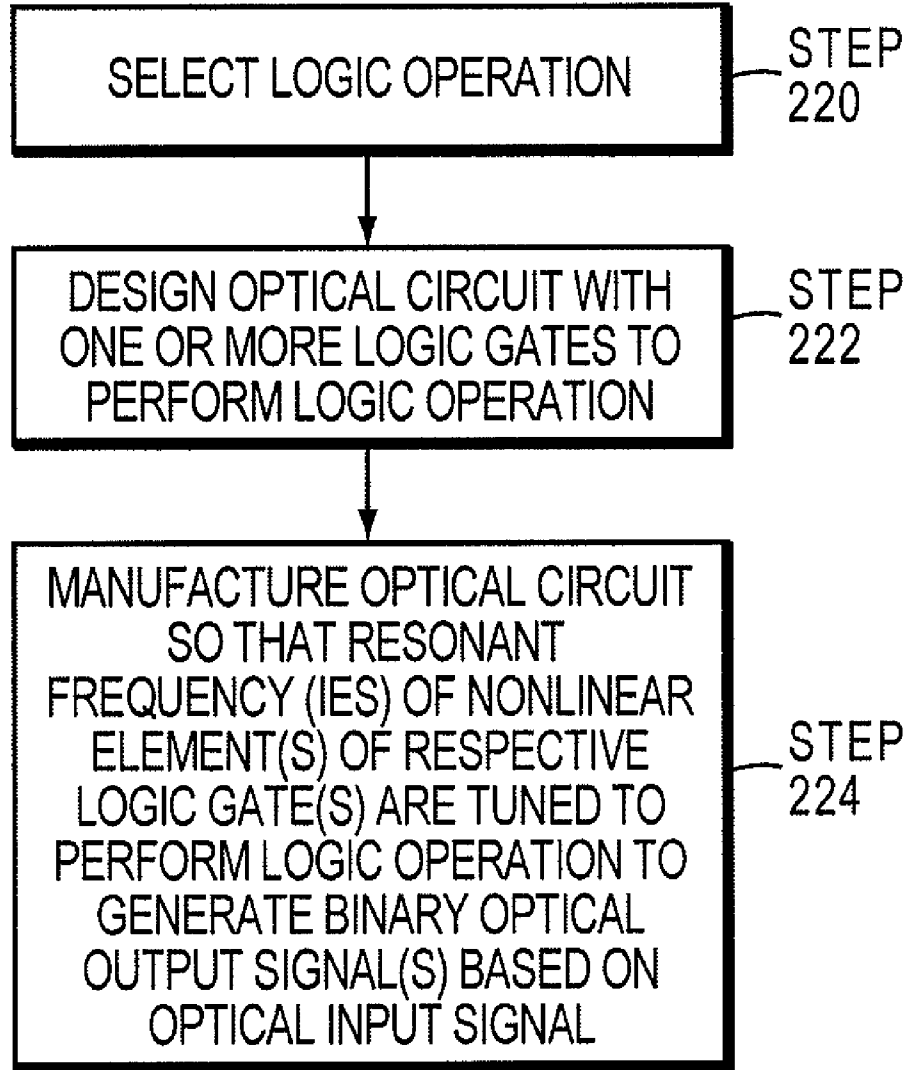 SELECT LOGIC OPERATION
STEP
220
DESIGN OPTICAL CIRCUIT WITH
ONE OR MORE LOGIC GATES TO
PERFORM LOGIC OPERATION
STEP
222
MANUFACTURE OPTICAL CIRCUIT
SO THAT RESONANT
FREQUENCY (IES) OF NONLINEAR
ELEMENT(S) OF RESPECTIVE
LOGIC GATE(S) ARE TUNED TO
PERFORM LOGIC OPERATION TO
GENERATE BINARY OPTICAL
OUTPUT SIGNAL(S) BASED ON
OPTICAL INPUT SIGNAL
STEP
224